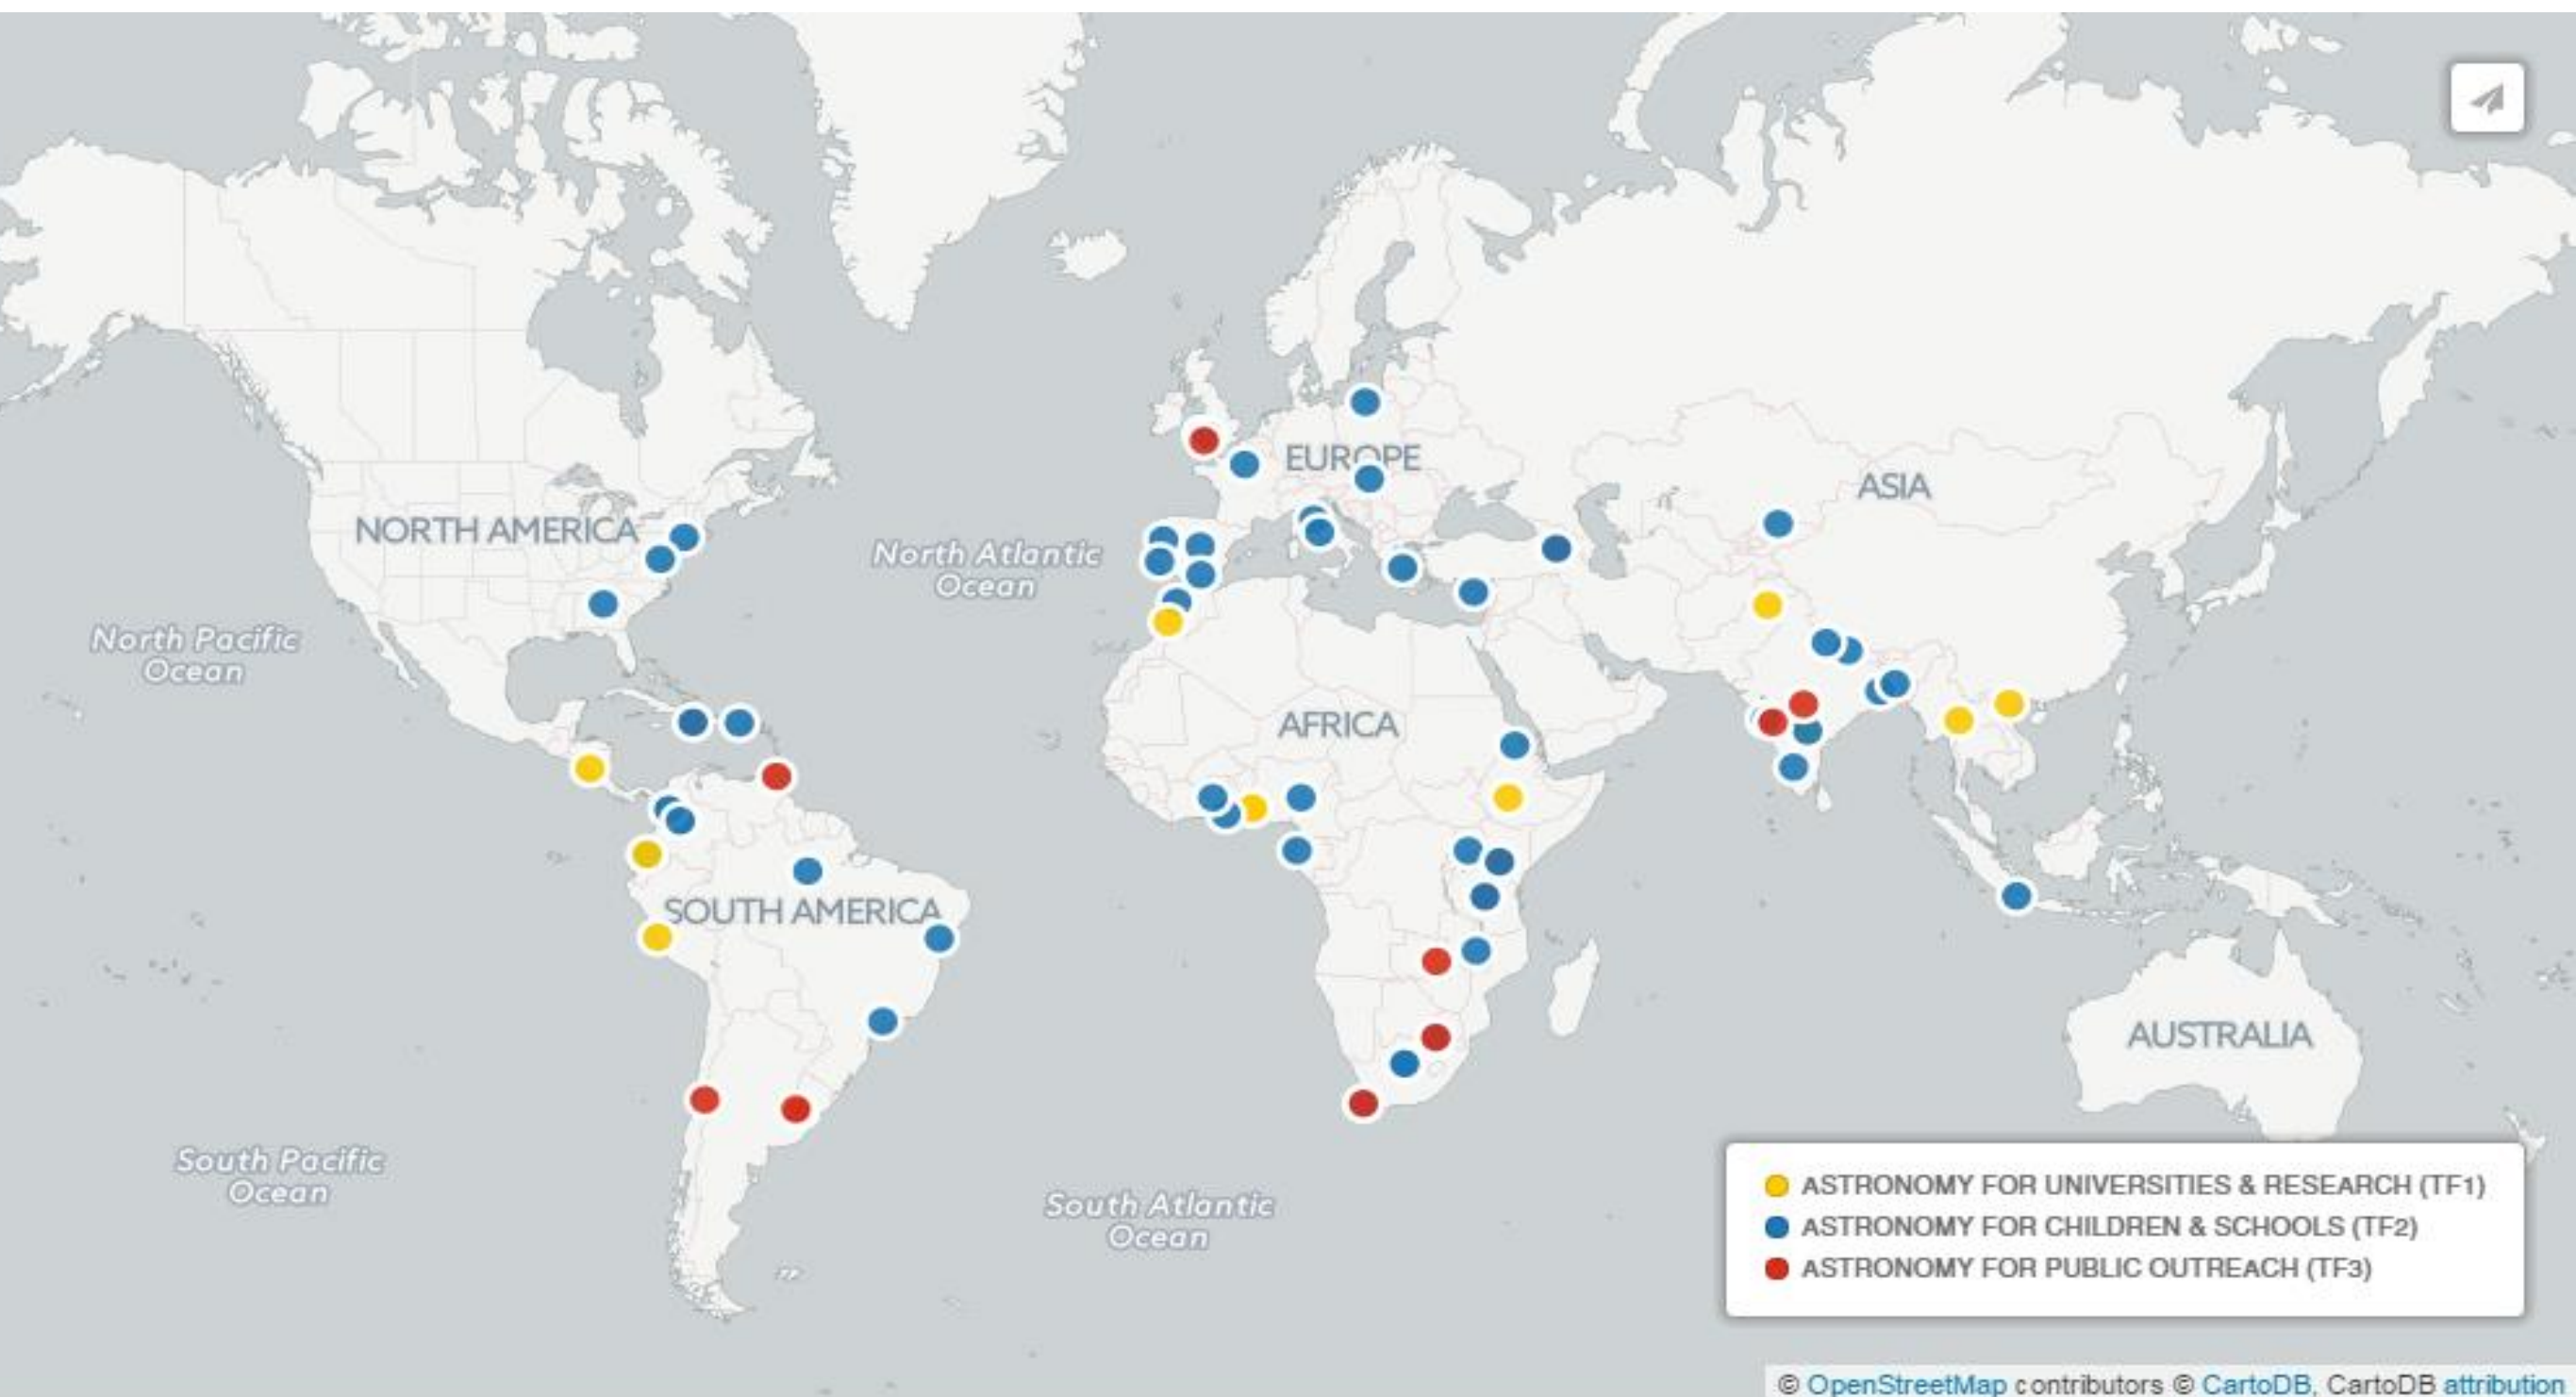 EUROPE
ASIA
NORTH AMERICA
North Atlantic
Ocean
North Pacific
Ocean
AFRICA
SOUTH AMERICA
AUSTRALIA
South Pacific
Ocean
South Atlantic
Ocean
ASTRONOMY FOR UNIVERSITIES & RESEARCH (TF1)
ASTRONOMY FOR CHILDREN & SCHOOLS (TF2)
ASTRONOMY FOR PUBLIC OUTREACH (TF3)
© OpenStreetMap contributors © CartoDB, CartoDB attribution